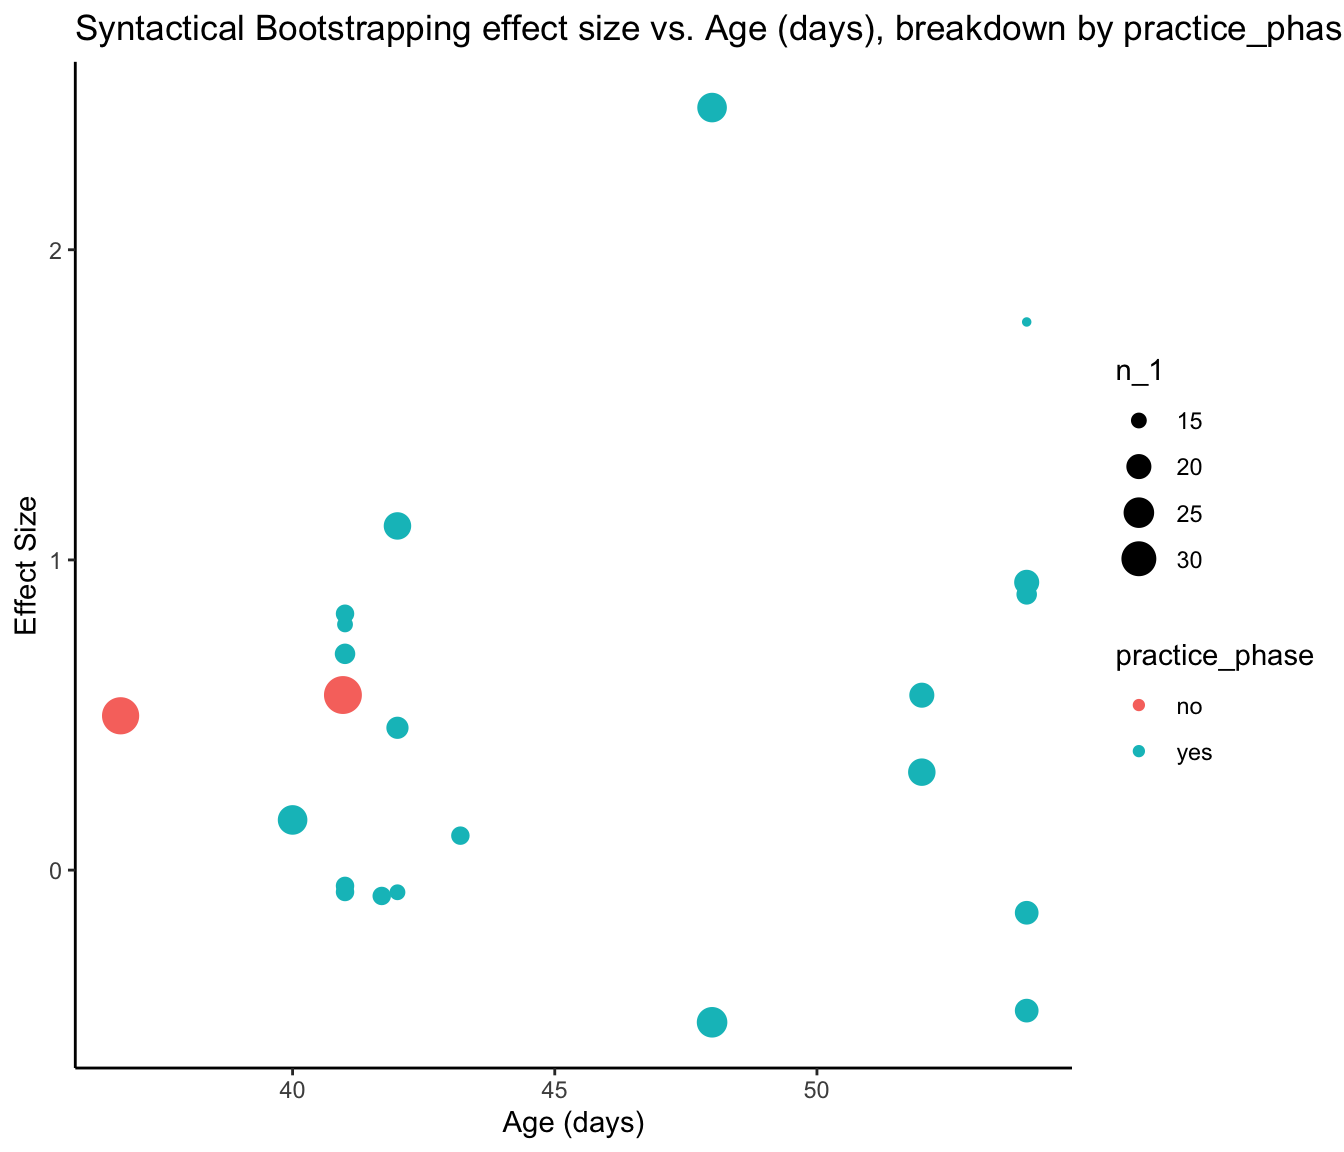 Syntactical Bootstrapping effect size vs. Age (days), breakdown by practice_phas
Effect Size
2
1
0
40
45
50
Age (days)
n_1
15
20
25
30
practice_phase
no
yes